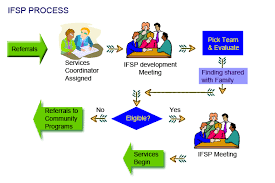 IFSP PROCESS
Referrals
Services
Coordinator
Assigned
IFSP development
Meeting
Pick Team
& Evaluate
Finding shared
with Family
Referrals to
Community
Programs
No
Eligible?
Yes
IFSP Meeting
Services
Begin